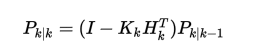 $P_{k|k} = (I - K_k H_k^T) P_{k|k-1}$